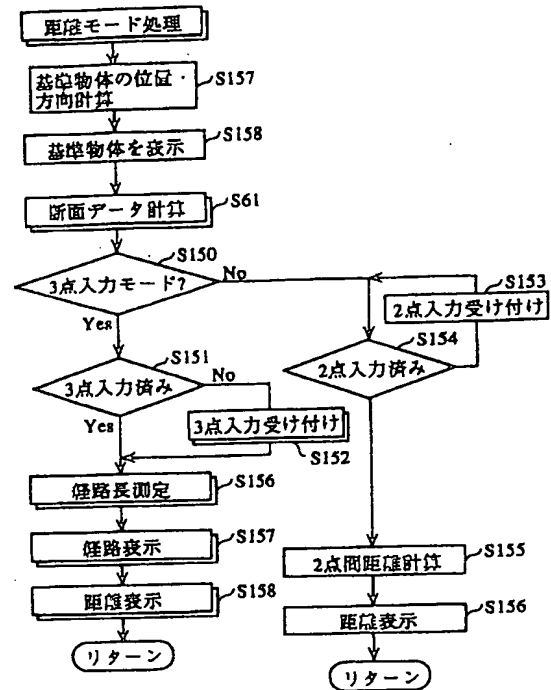 距離モード処理
基準物体の位置・
方向計算
S157
基準物体を表示
S158
断面データ計算
S61
3点入力モード?
S150
No
Yes
3点入力済み
S151
No
Yes
3点入力受け付け
S152
経路長測定
S156
経路表示
S157
距離表示
S158
リターン
S153
2点入力受け付け
S154
2点入力済み
2点間距離計算
S155
距離表示
S156
リターン